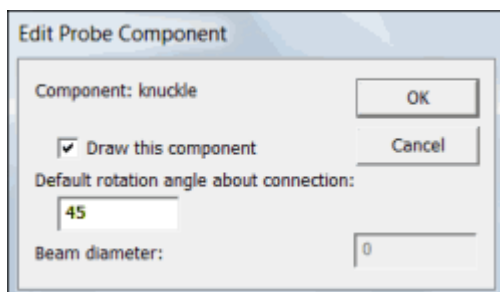 Edit Probe Component
Component: knuckle
OK
Draw this component
Cancel
Default rotation angle about connection:
45
Beam diameter:
0